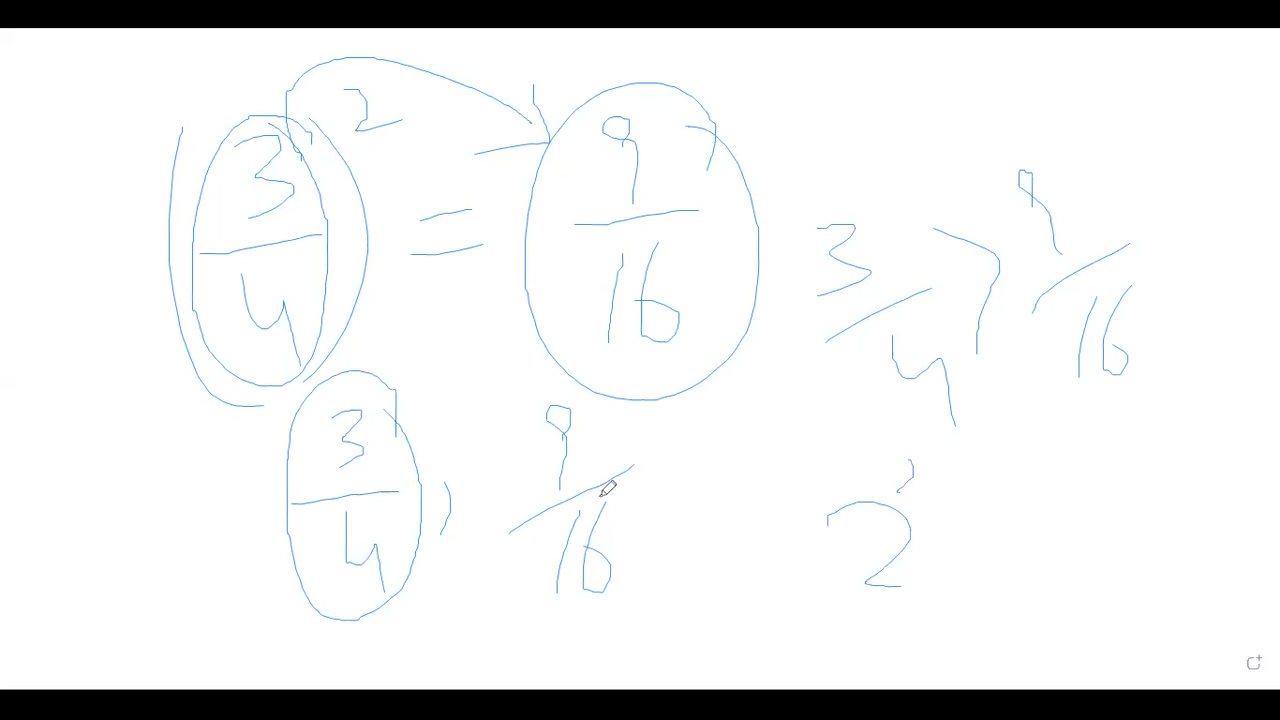 (3/4)^2 = 9/16
3/4 > 9/16
3/4 9/16
2